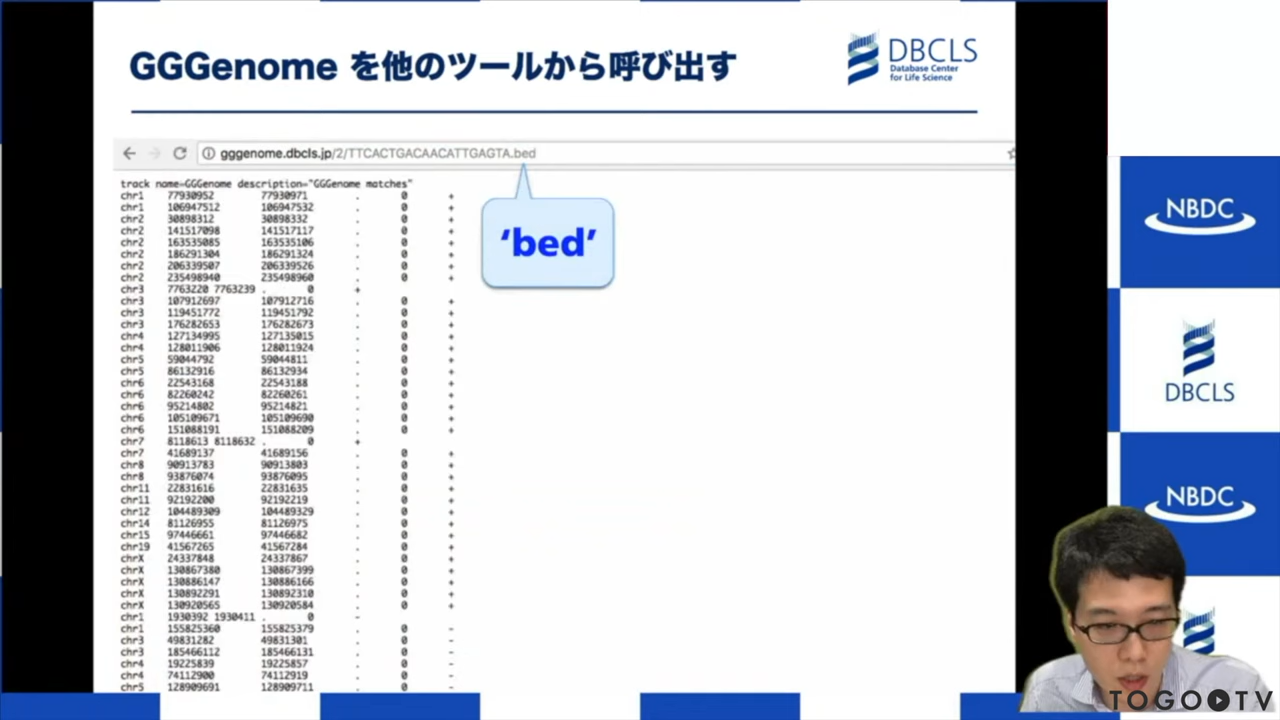 GGGenome を他のツールから呼び出す
DBCLS
Database Center
for Life Science
gggenome.dbcls.jp/2/TTCACTGACAACATTGAGTA.bed
'bed'
track name=GGGenome description="GGGenome matches"
chr1 77930952 77930971 . 0 +
chr1 106947512 106947532 . 0 +
chr2 30898312 30898332 . 0 +
chr2 141517098 141517117 . 0 +
chr2 163535085 163535106 . 0 +
chr2 186291304 186291324 . 0 +
chr2 206339507 206339526 . 0 +
chr2 235498940 235498960 . 0 +
chr3 7763220 7763239 . 0 +
chr3 107912697 107912716 . 0 +
chr3 119451772 119451792 . 0 +
chr3 176282653 176282673 . 0 +
chr4 127134995 127135015 . 0 +
chr4 128011906 128011924 . 0 +
chr5 59044792 59044811 . 0 +
chr5 86132916 86132934 . 0 +
chr6 22543168 22543188 . 0 +
chr6 82260242 82260261 . 0 +
chr6 95214802 95214821 . 0 +
chr6 105109671 105109690 . 0 +
chr6 151088191 151088209 . 0 +
chr7 8118613 8118632 . 0 +
chr7 41689137 41689156 . 0 +
chr8 90913783 90913803 . 0 +
chr8 93876074 93876095 . 0 +
chr11 22831616 22831635 . 0 +
chr11 92192200 92192219 . 0 +
chr12 104489309 104489329 . 0 +
chr14 81126955 81126975 . 0 +
chr15 97446661 97446682 . 0 +
chr19 41567265 41567284 . 0 +
chrX 24337848 24337867 . 0 +
chrX 130867380 130867399 . 0 +
chrX 130886147 130886166 . 0 +
chrX 130892291 130892310 . 0 +
chrX 130920565 130920584 . 0 +
chr1 1930392 1930411 . 0 -
chr1 155825360 155825379 . 0 -
chr3 49831282 49831301 . 0 -
chr3 185466112 185466131 . 0 -
chr4 19225839 19225857 . 0 -
chr4 74112900 74112919 . 0 -
chr5 128909691 128909711 . 0 -
NBDC
DBCLS
NBDC
TOGOTV